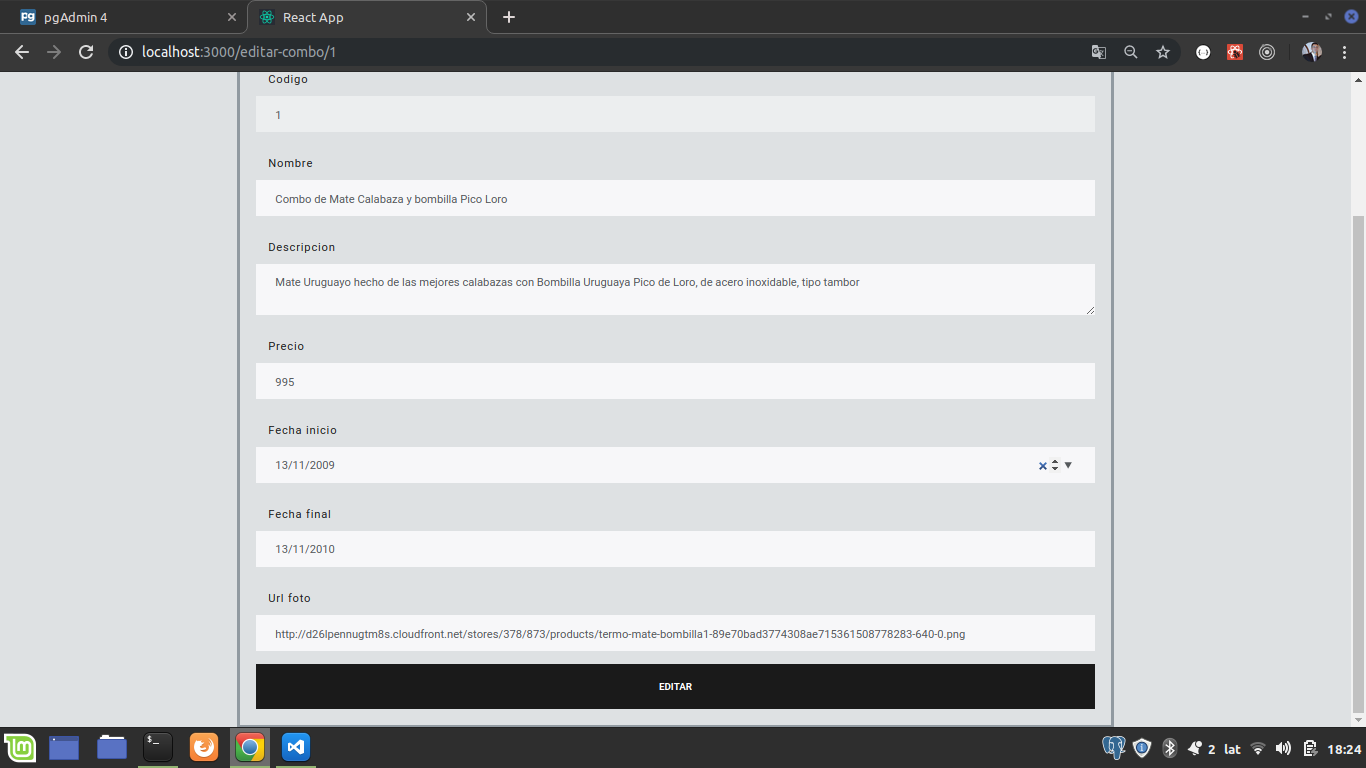 pgAdmin 4
React App
localhost:3000/editar-combo/1
Codigo
1
Nombre
Combo de Mate Calabaza y bombilla Pico Loro
Descripcion
Mate Uruguayo hecho de las mejores calabazas con Bombilla Uruguaya Pico de Loro, de acero inoxidable, tipo tambor
Precio
995
Fecha inicio
13/11/2009
Fecha final
13/11/2010
Url foto
http://d26lpennugtm8s.cloudfront.net/stores/378/873/products/termo-mate-bombilla1-89e70bad3774308ae715361508778283-640-0.png
EDITAR
2 lat 18:24